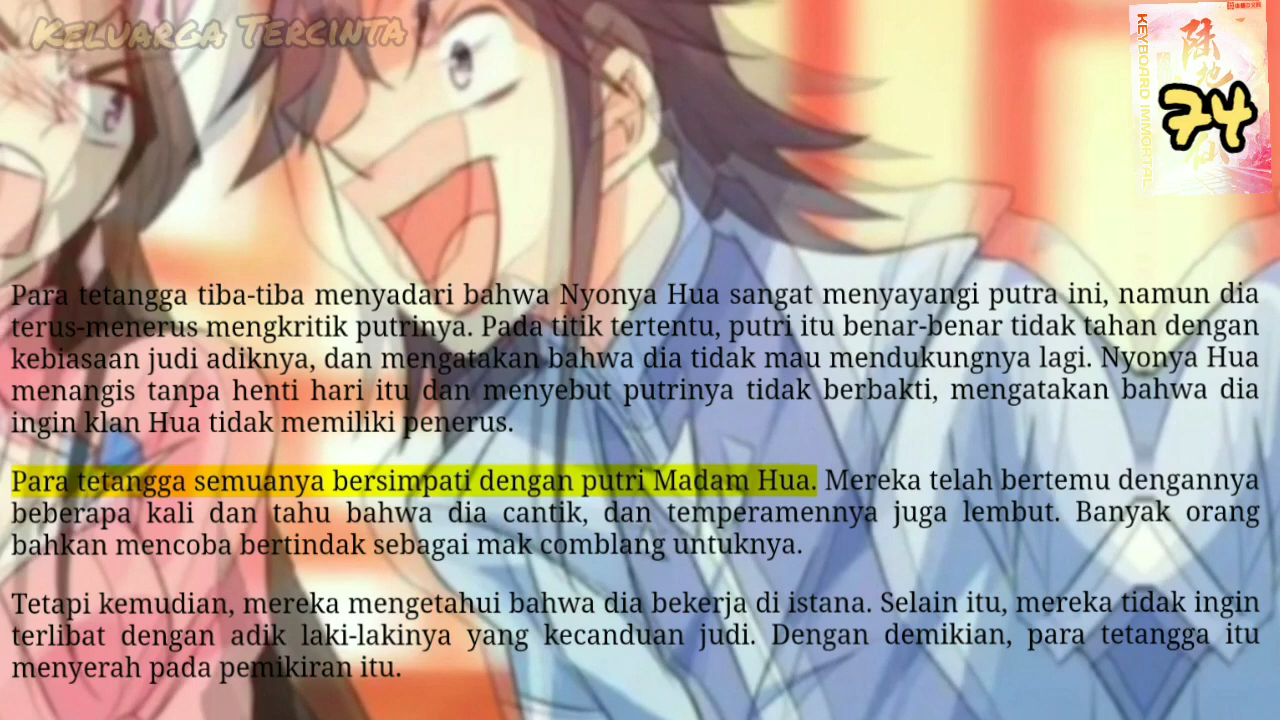 Keluarga Tercinta
KEYBOARD IMMORTAL
74
Para tetangga tiba-tiba menyadari bahwa Nyonya Hua sangat menyayangi putra ini, namun dia
terus-menerus mengkritik putrinya. Pada titik tertentu, putri itu benar-benar tidak tahan dengan
kebiasaan judi adiknya, dan mengatakan bahwa dia tidak mau mendukungnya lagi. Nyonya Hua
menangis tanpa henti hari itu dan menyebut putrinya tidak berbakti, mengatakan bahwa dia
ingin klan Hua tidak memiliki penerus.
Para tetangga semuanya bersimpati dengan putri Madam Hua. Mereka telah bertemu dengannya
beberapa kali dan tahu bahwa dia cantik, dan temperamennya juga lembut. Banyak orang
bahkan mencoba bertindak sebagai mak comblang untuknya.
Tetapi kemudian, mereka mengetahui bahwa dia bekerja di istana. Selain itu, mereka tidak ingin
terlibat dengan adik laki-lakinya yang kecanduan judi. Dengan demikian, para tetangga itu
menyerah pada pemikiran itu.